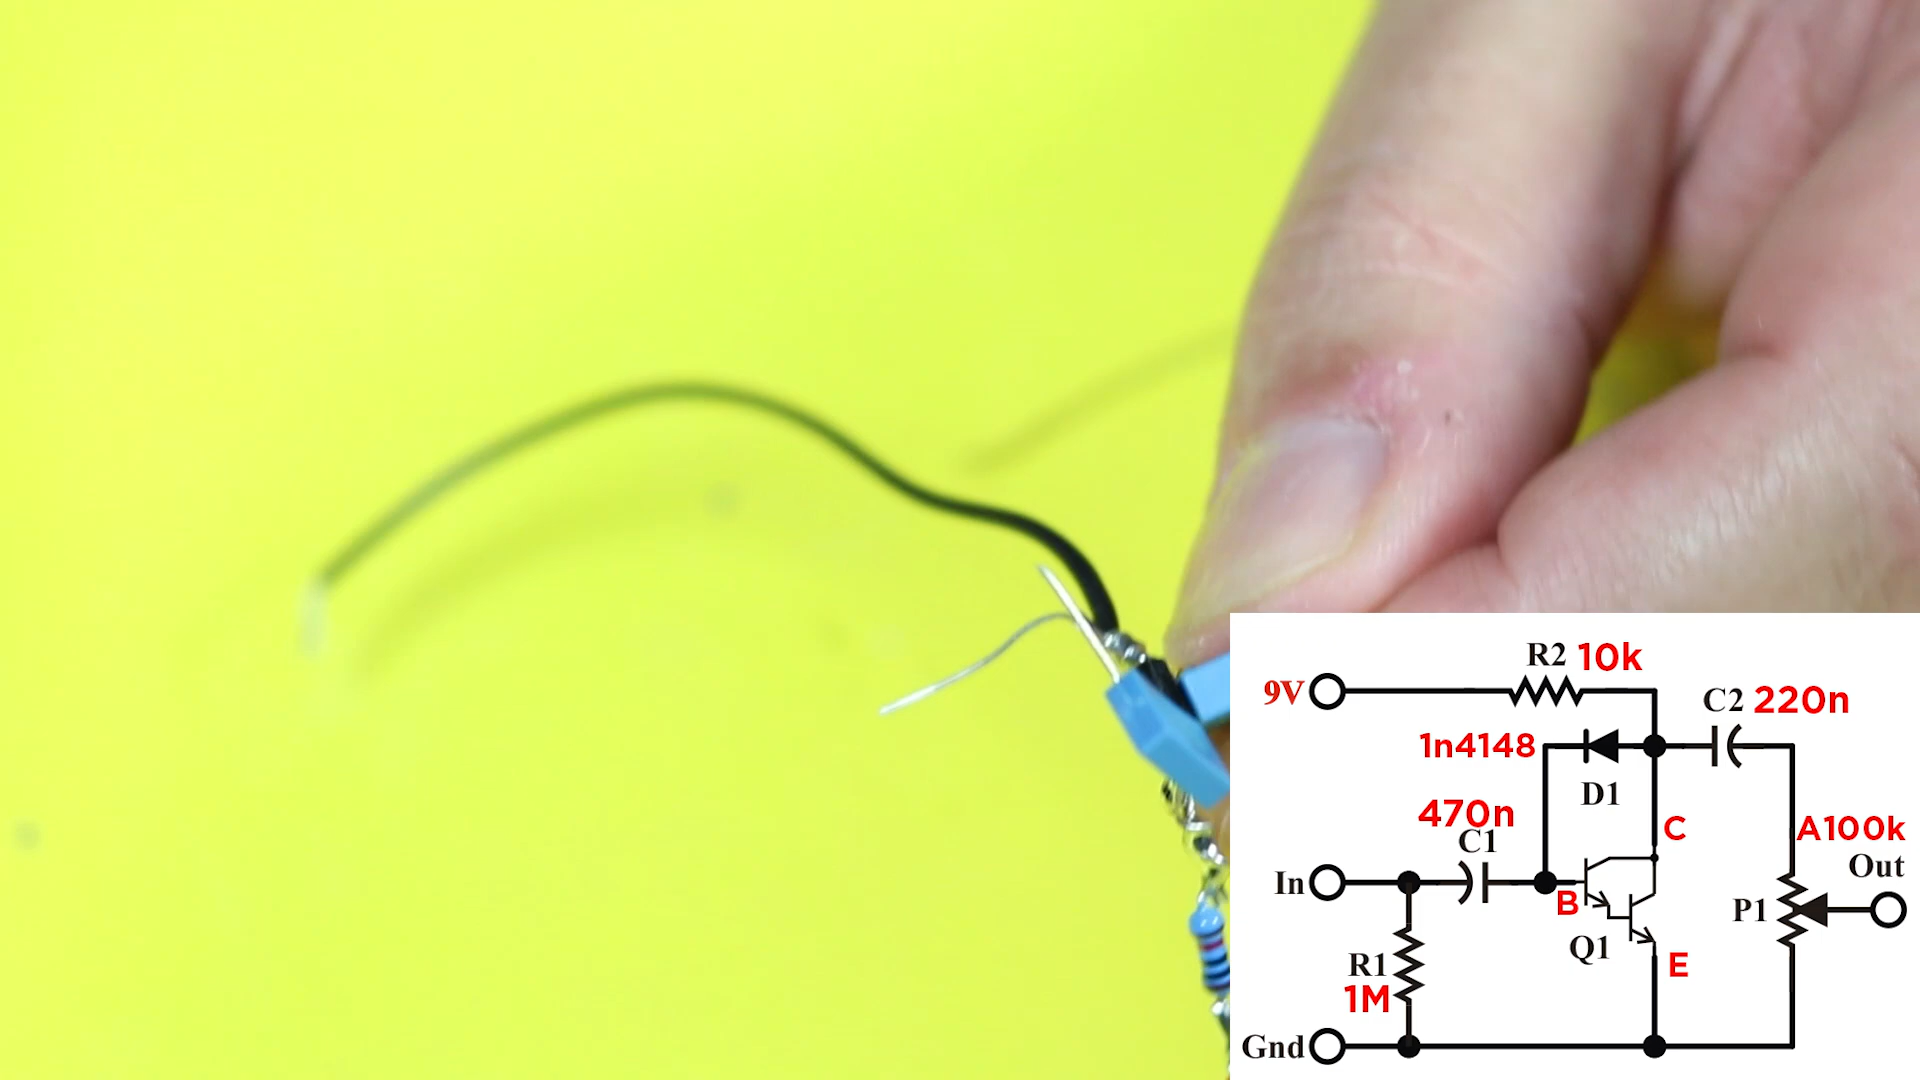 R2 10k
9V
C2 220n
1n4148
D1
470n
C1
C
A100k
Out
In
B
P1
Q1
R1
E
1M
Gnd